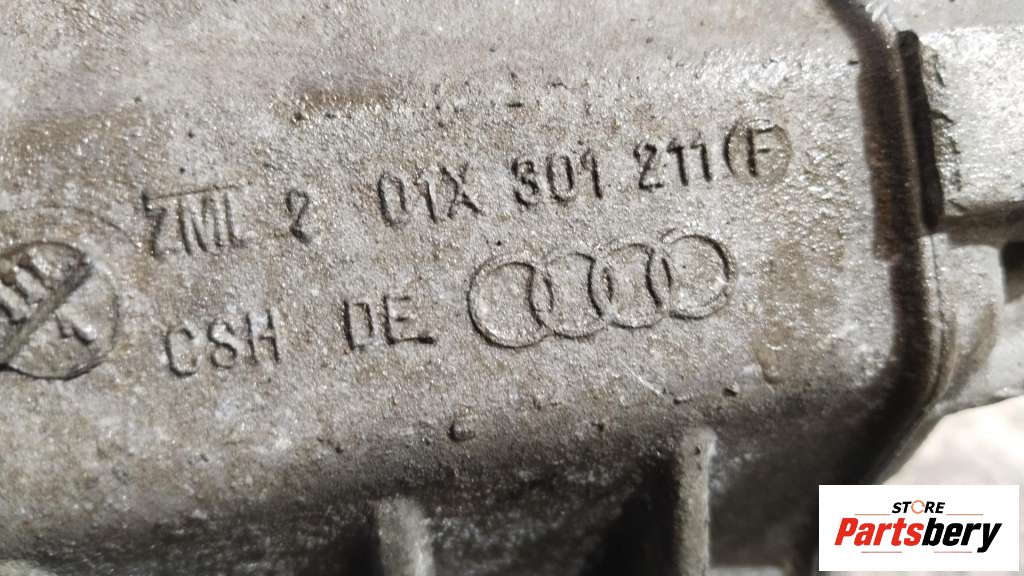 ZML 2 01X 301 211 (F)
CSH DE
STORE
Partsbery